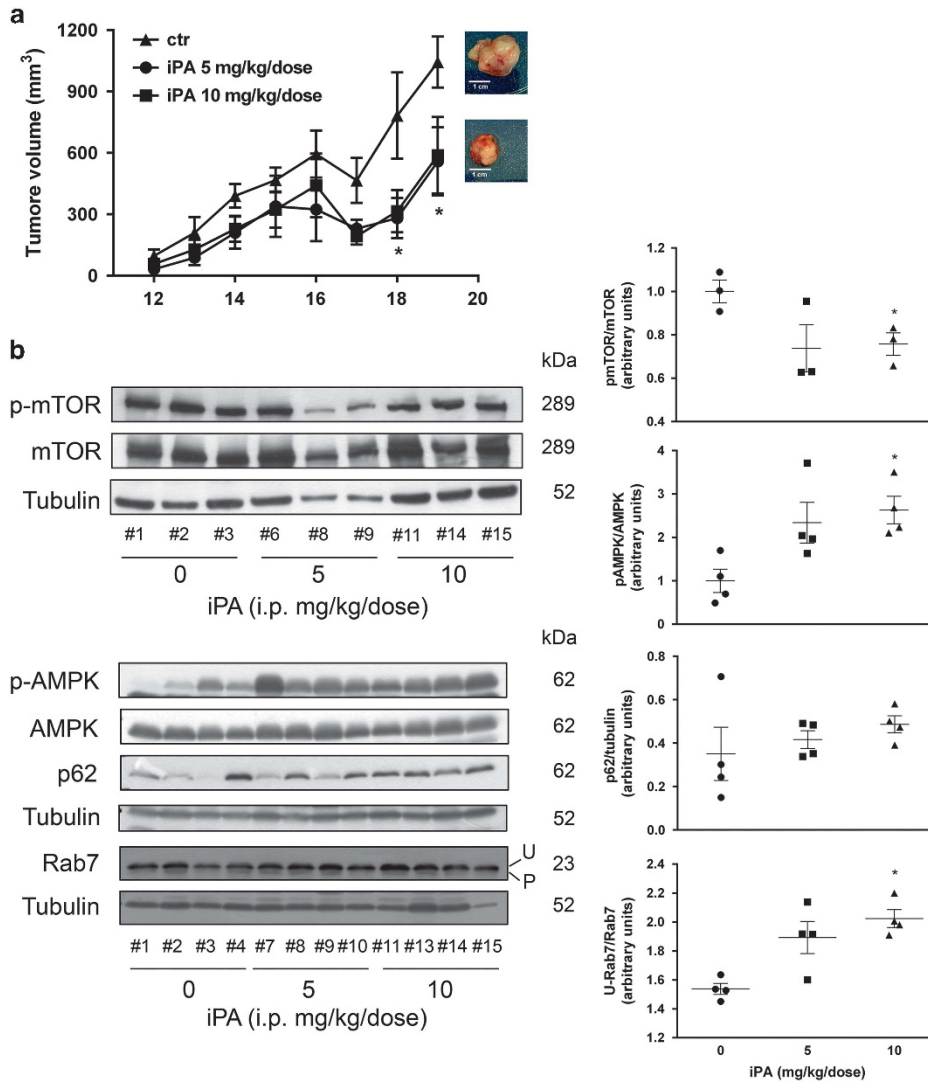 a
Tumore volume (mm³)
1200
900
600
300
0
ctr
iPA 5 mg/kg/dose
iPA 10 mg/kg/dose
1 cm
1 cm
*
*
12
14
16
18
20
b
kDa
p-mTOR
289
mTOR
289
Tubulin
52
#1 #2 #3 #6 #8 #9 #11 #14 #15
0 5 10
iPA (i.p. mg/kg/dose)
kDa
p-AMPK
62
AMPK
62
p62
62
Tubulin
52
Rab7
U
P
23
Tubulin
52
#1 #2 #3 #4 #7 #8 #9 #10 #11 #13 #14 #15
0 5 10
iPA (i.p. mg/kg/dose)
pmTOR/mTOR
(arbitrary units)
1.2
1.0
0.8
0.6
0.4
*
pAMPK/AMPK
(arbitrary units)
4
3
2
1
0
*
p62/tubulin
(arbitrary units)
0.8
0.6
0.4
0.2
0.0
U-Rab7/Rab7
(arbitrary units)
2.4
2.2
2.0
1.8
1.6
1.4
1.2
*
0 5 10
iPA (mg/kg/dose)